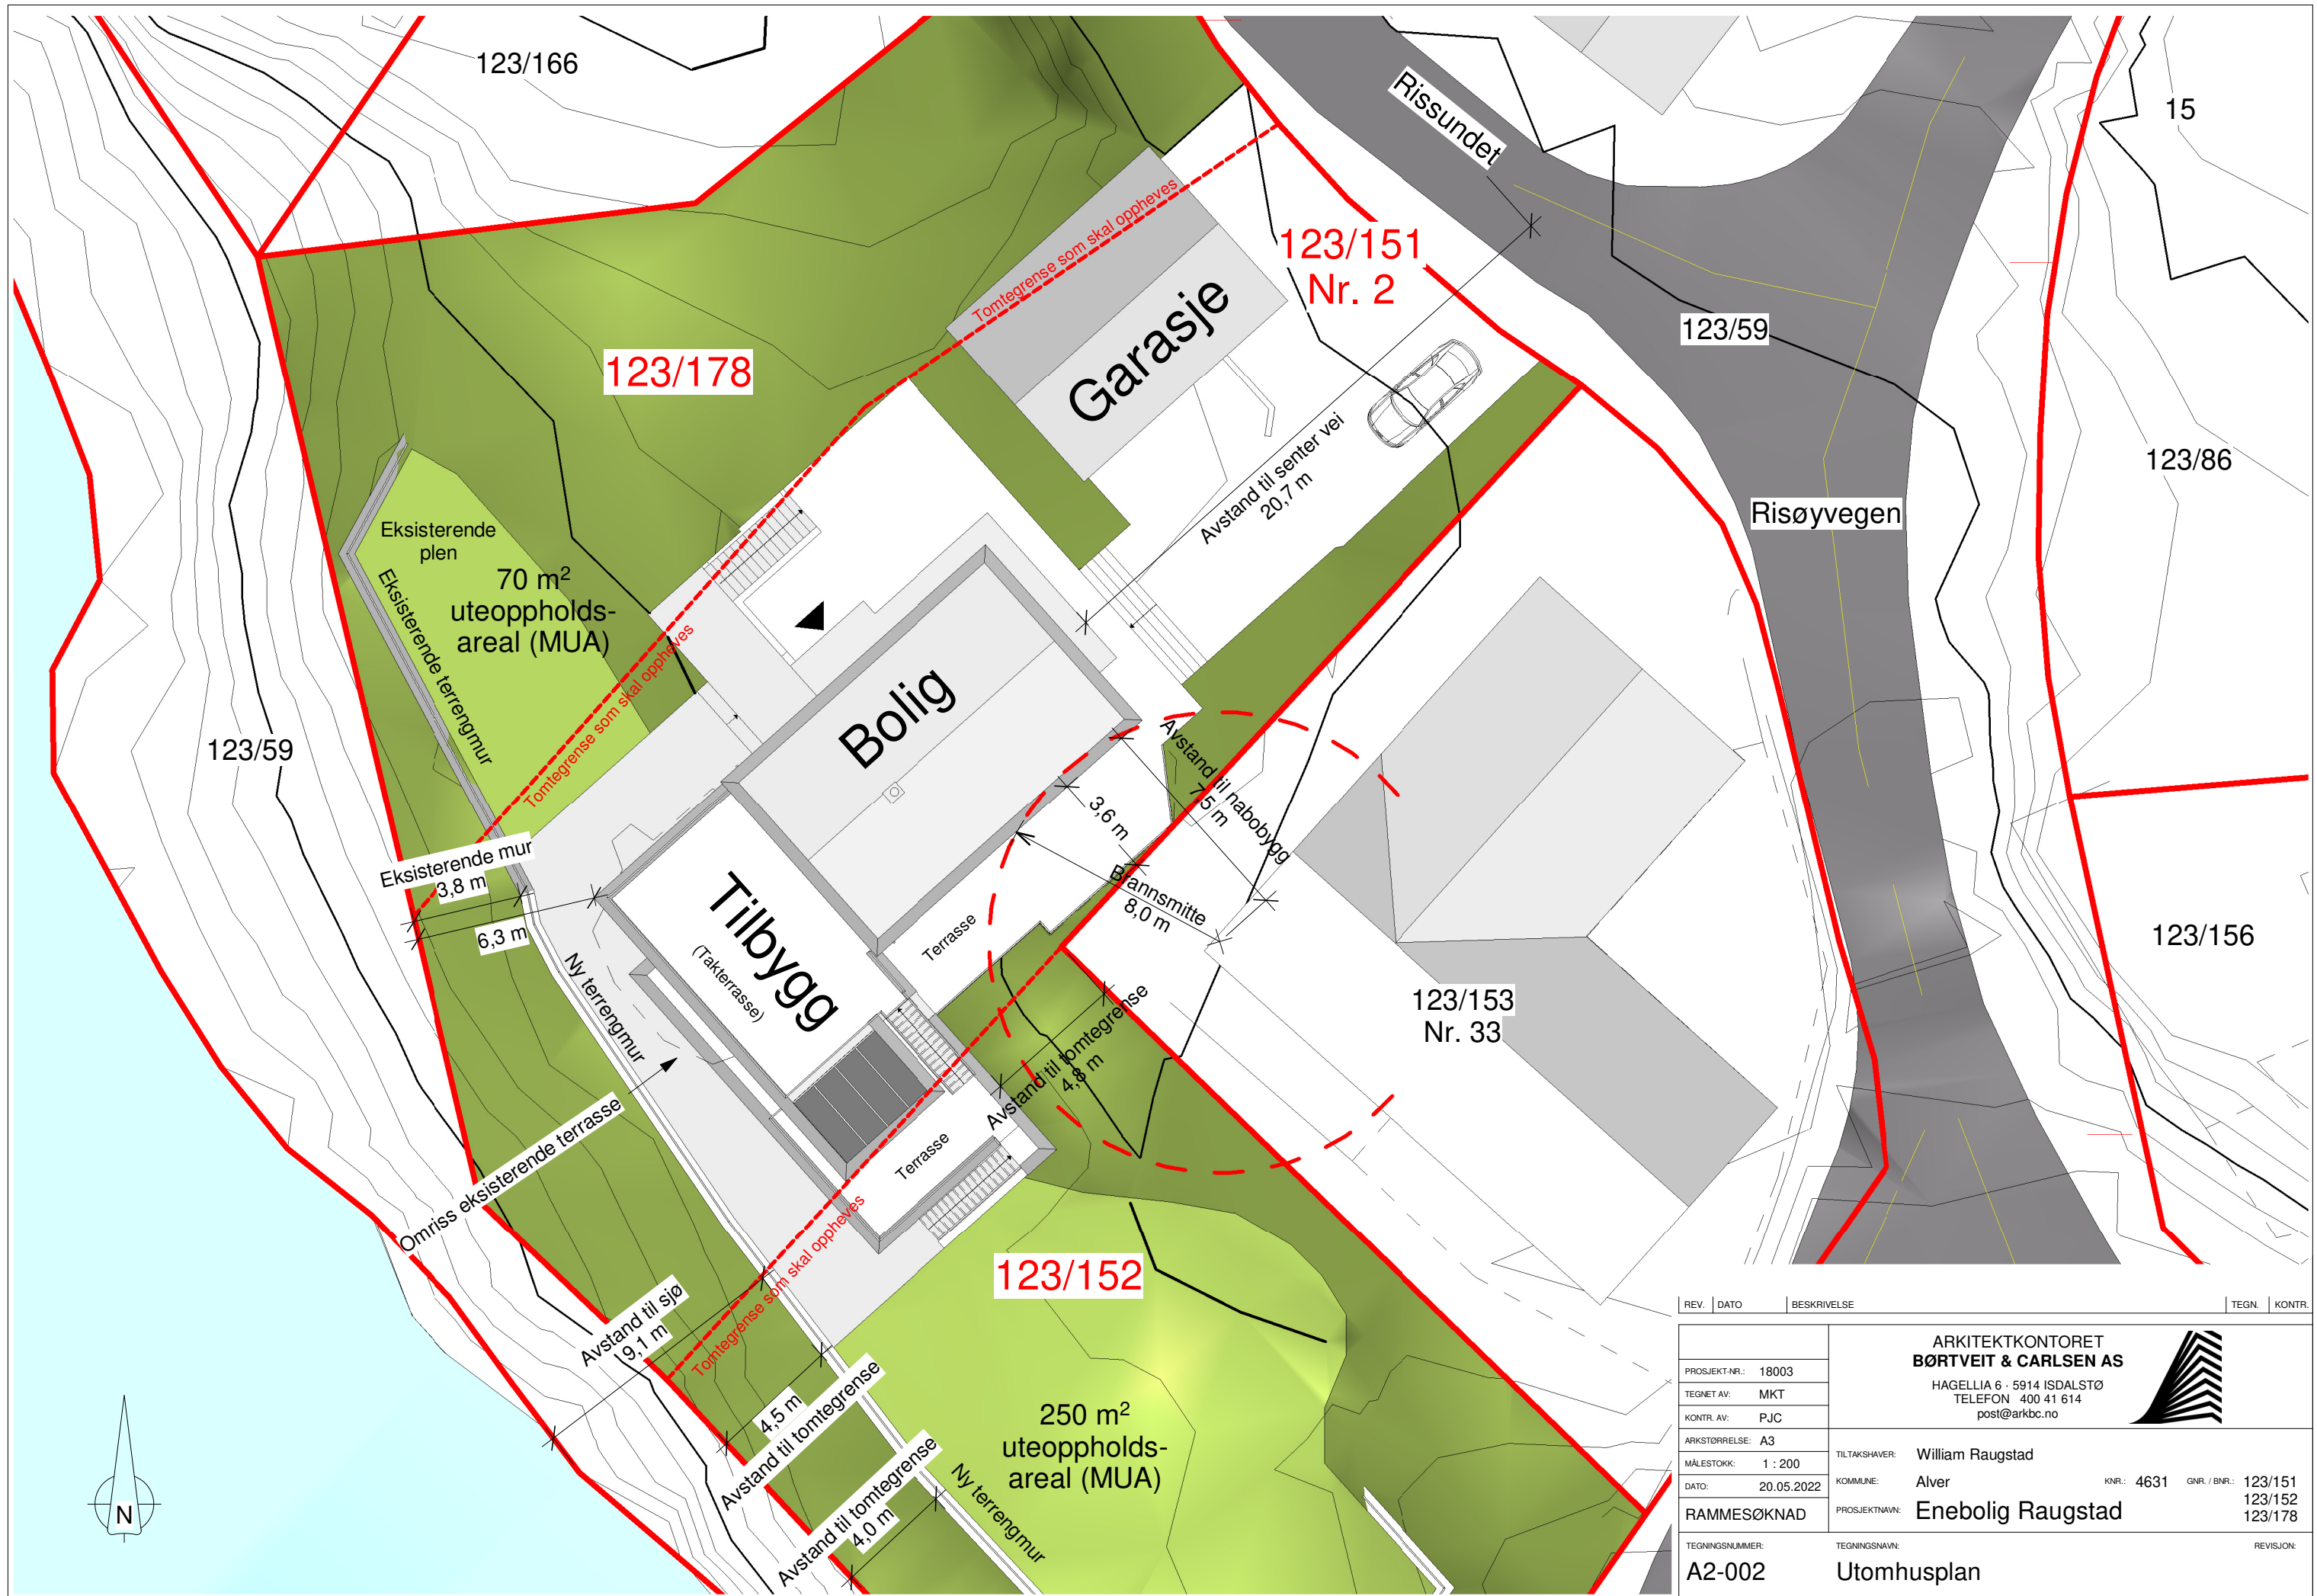 123/166
Rissundet
15
Tomtegrense som skal oppheves
123/151
Nr. 2
123/59
123/178
Garasje
Avstand til senter vei
20,7 m
123/86
Risøyvegen
Eksisterende
plen
70 m²
uteoppholds-
areal (MUA)
Eksisterende terrengmur
Tomtegrense som skal oppheves
Bolig
123/59
Avstand til nabobygg
7,5 m
3,6 m
Brannsmitte
8,0 m
Eksisterende mur
3,8 m
6,3 m
Tilbygg
(Takterrasse)
Terrasse
123/156
Ny terrengmur
123/153
Nr. 33
Avstand til tomtegrense
4,8 m
Omriss eksisterende terrasse
Terrasse
Tomtegrense som skal oppheves
123/152
Avstand til sjø
9,1 m
4,5 m
Avstand til tomtegrense
Avstand til tomtegrense
4,0 m
Ny terrengmur
250 m²
uteoppholds-
areal (MUA)
N
REV. DATO BESKRIVELSE TEGN. KONTR.
ARKITEKTKONTORET
BØRTVEIT & CARLSEN AS
HAGELLIA 6 · 5914 ISDALSTØ
TELEFON 400 41 614
post@arkbc.no
PROSJEKT-NR.: 18003
TEGNET AV: MKT
KONTR. AV: PJC
ARKSTØRRELSE: A3
MÅLESTOKK: 1 : 200
DATO: 20.05.2022
RAMMESØKNAD
TILTAKSHAVER: William Raugstad
KOMMUNE: Alver KNR.: 4631 GNR. / BNR.: 123/151
123/152
PROSJEKTNAVN: Enebolig Raugstad 123/178
TEGNINGSNUMMER: TEGNINGSNAVN: REVISJON:
A2-002 Utomhusplan